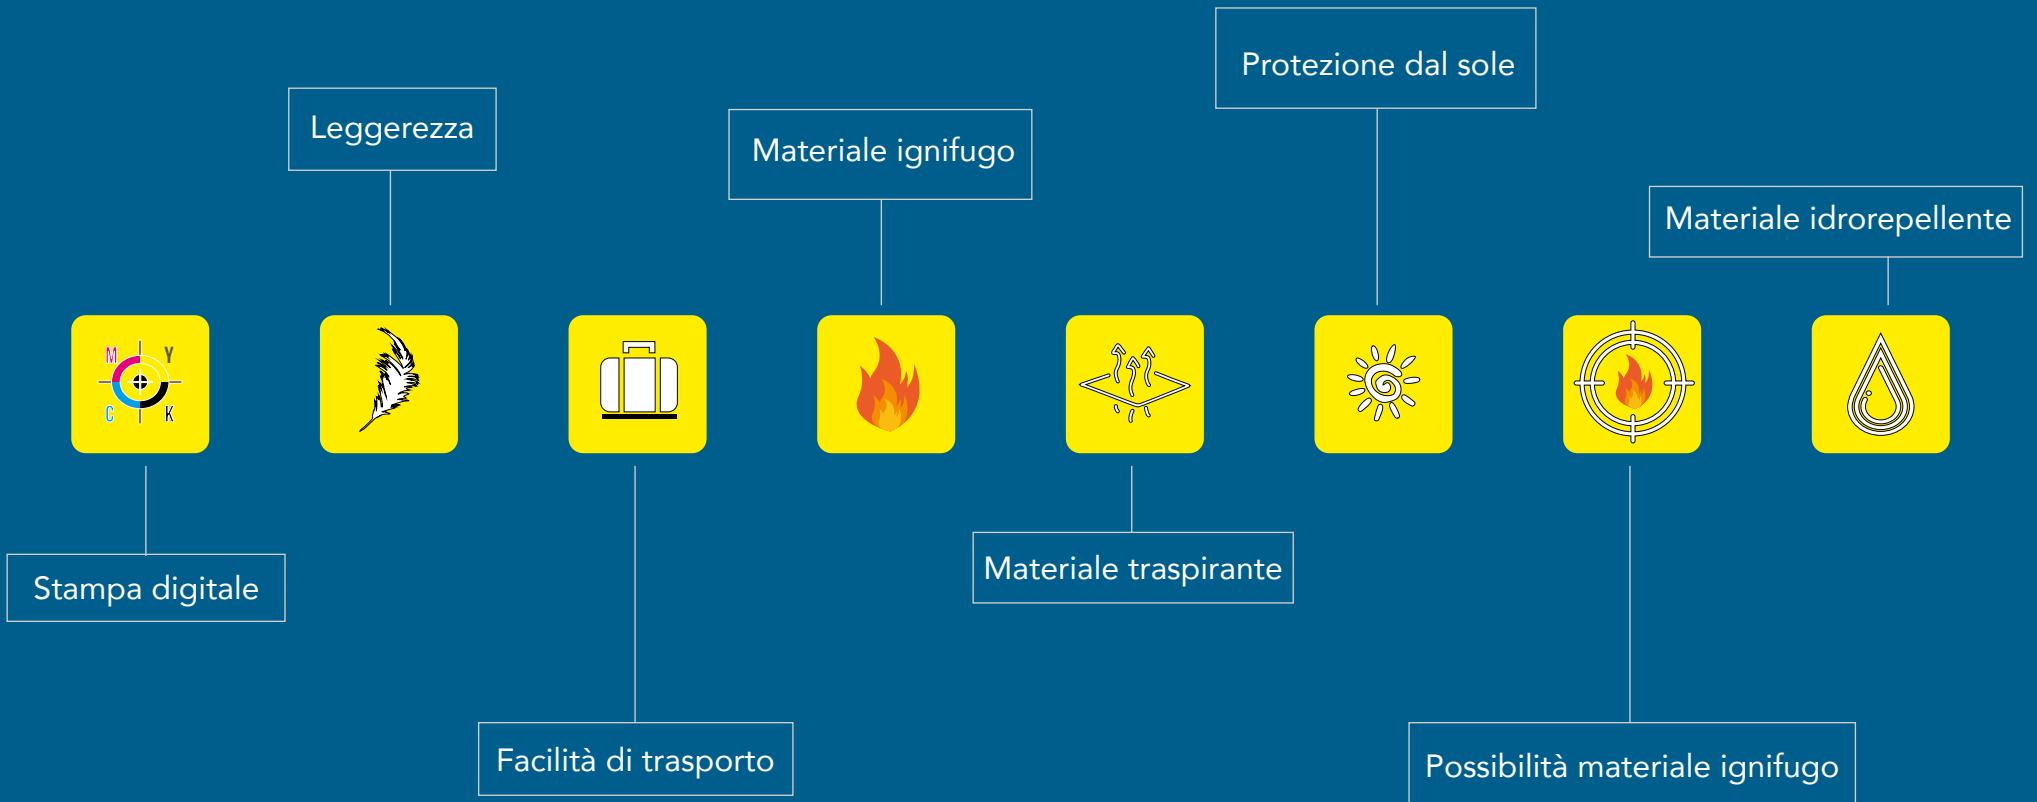 Protezione dal sole
Leggerezza
Materiale ignifugo
Materiale idrorepellente
M Y
C K
Stampa digitale
Materiale traspirante
Facilità di trasporto
Possibilità materiale ignifugo